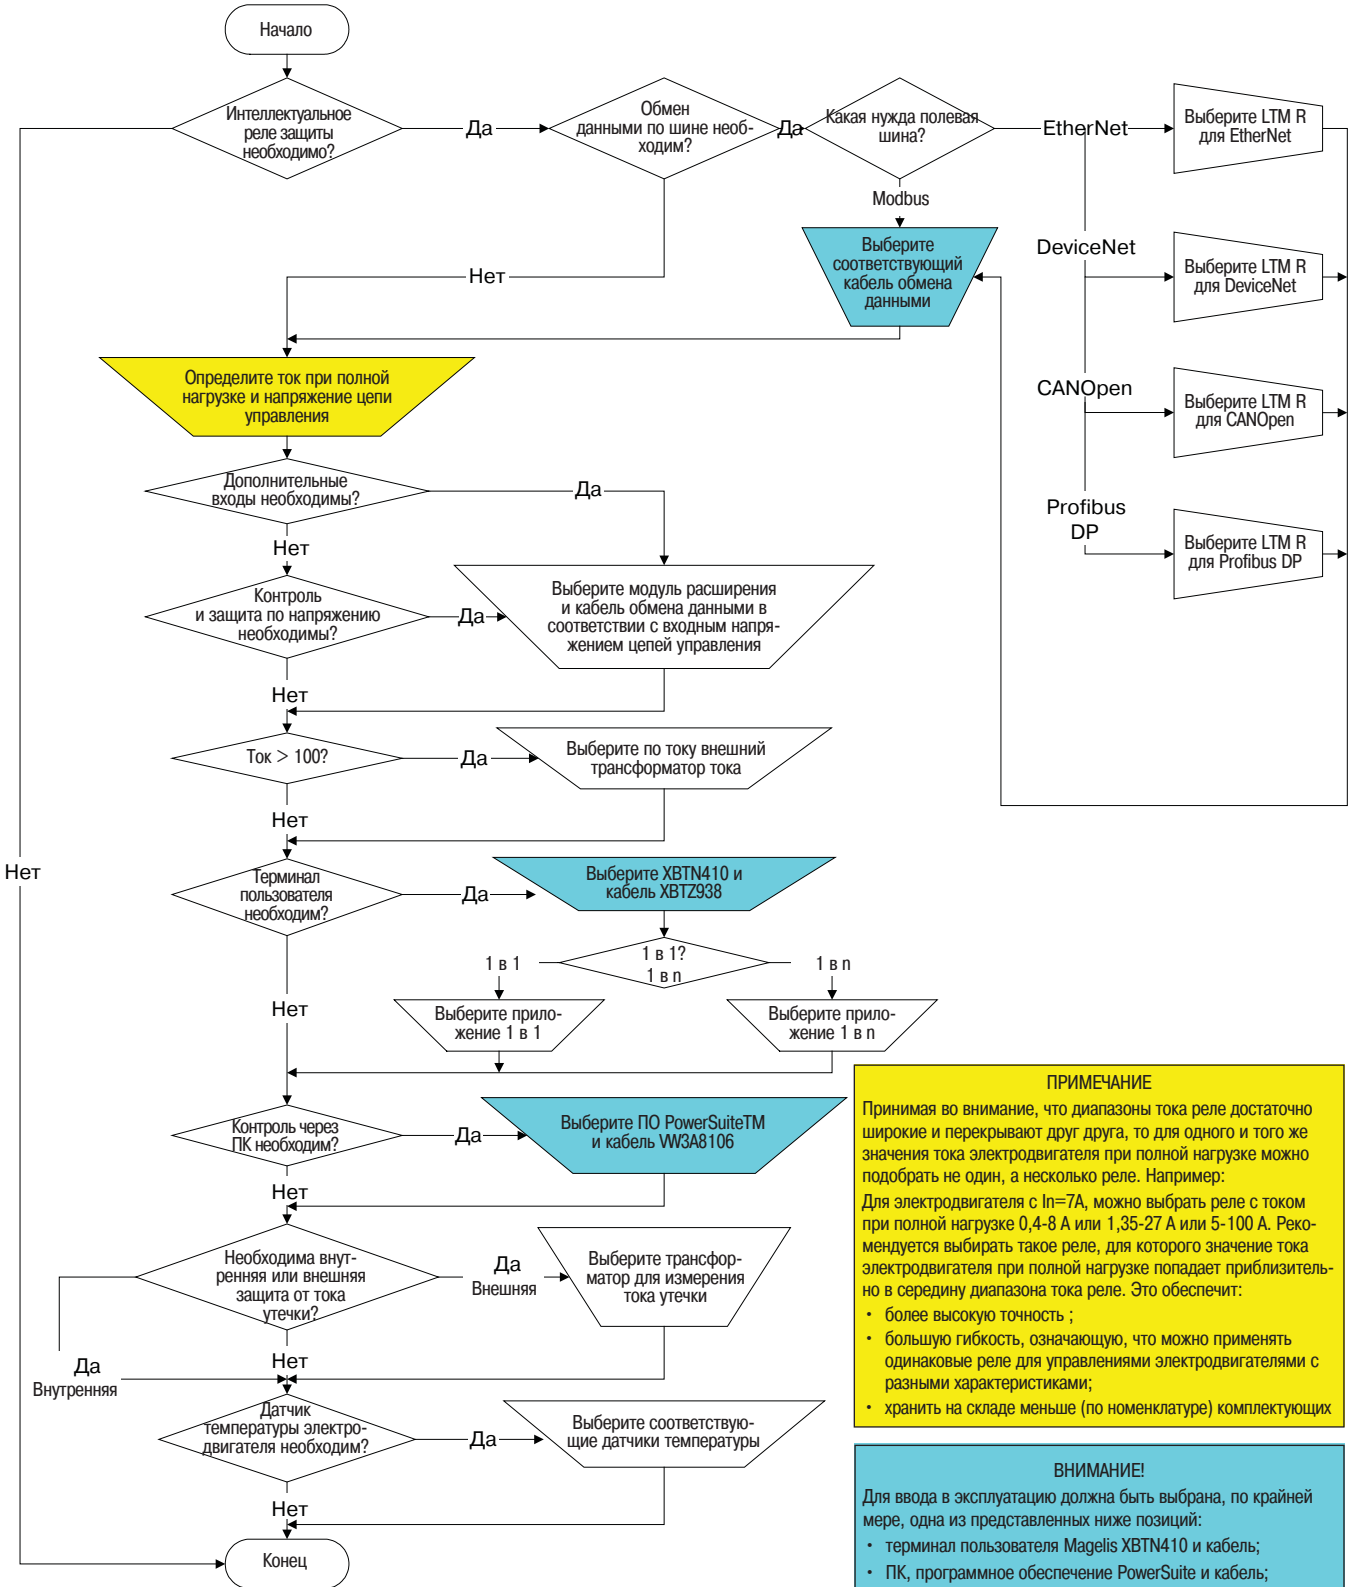 Начало
Интеллектуальное
реле защиты
необходимо?
Да
Обмен
данными по шине необ-
ходим?
Да
Какая нужда полевая
шина?
EtherNet
Выберите LTM R
для EtherNet
Modbus
Выберите
соответствующий
кабель обмена
данными
DeviceNet
Выберите LTM R
для DeviceNet
Нет
CANOpen
Выберите LTM R
для CANOpen
Profibus
DP
Выберите LTM R
для Profibus DP
Определите ток при полной
нагрузке и напряжение цепи
управления
Дополнительные
входы необходимы?
Да
Нет
Контроль
и защита по напряжению
необходимы?
Да
Выберите модуль расширения
и кабель обмена данными в
соответствии с входным напря-
жением цепей управления
Нет
Ток > 100?
Да
Выберите по току внешний
трансформатор тока
Нет
Нет
Терминал
пользователя
необходим?
Да
Выберите XBTN410 и
кабель XBTZ938
1 в 1?
1 в n
1 в 1
1 в n
Нет
Выберите прило-
жение 1 в 1
Выберите прило-
жение 1 в n
Контроль через
ПК необходим?
Да
Выберите ПО PowerSuiteTM
и кабель VW3A8106
Нет
Необходима внут-
ренняя или внешняя
защита от тока
утечки?
Да
Внешняя
Выберите трансфор-
матор для измерения
тока утечки
Да
Внутренняя
Нет
Датчик
температуры электро-
двигателя необходим?
Да
Выберите соответствую-
щие датчики температуры
Нет
Конец
ПРИМЕЧАНИЕ
Принимая во внимание, что диапазоны тока реле достаточно
широкие и перекрывают друг друга, то для одного и того же
значения тока электродвигателя при полной нагрузке можно
подобрать не один, а несколько реле. Например:
Для электродвигателя с In=7A, можно выбрать реле с током
при полной нагрузке 0,4-8 А или 1,35-27 А или 5-100 А. Реко-
мендуется выбирать такое реле, для которого значение тока
электродвигателя при полной нагрузке попадает приблизитель-
но в середину диапазона тока реле. Это обеспечит:
• более высокую точность ;
• большую гибкость, означающую, что можно применять
одинаковые реле для управлениями электродвигателями с
разными характеристиками;
• хранить на складе меньше (по номенклатуре) комплектующих
ВНИМАНИЕ!
Для ввода в эксплуатацию должна быть выбрана, по крайней
мере, одна из представленных ниже позиций:
• терминал пользователя Magelis XBTN410 и кабель;
• ПК, программное обеспечение PowerSuite и кабель;